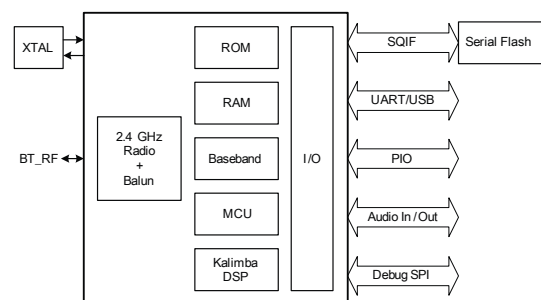 XTAL
BT_RF
2.4 GHz
Radio
+
Balun
ROM
RAM
Baseband
MCU
Kalimba
DSP
I/O
SQIF
Serial Flash
UART/USB
PIO
Audio In/Out
Debug SPI